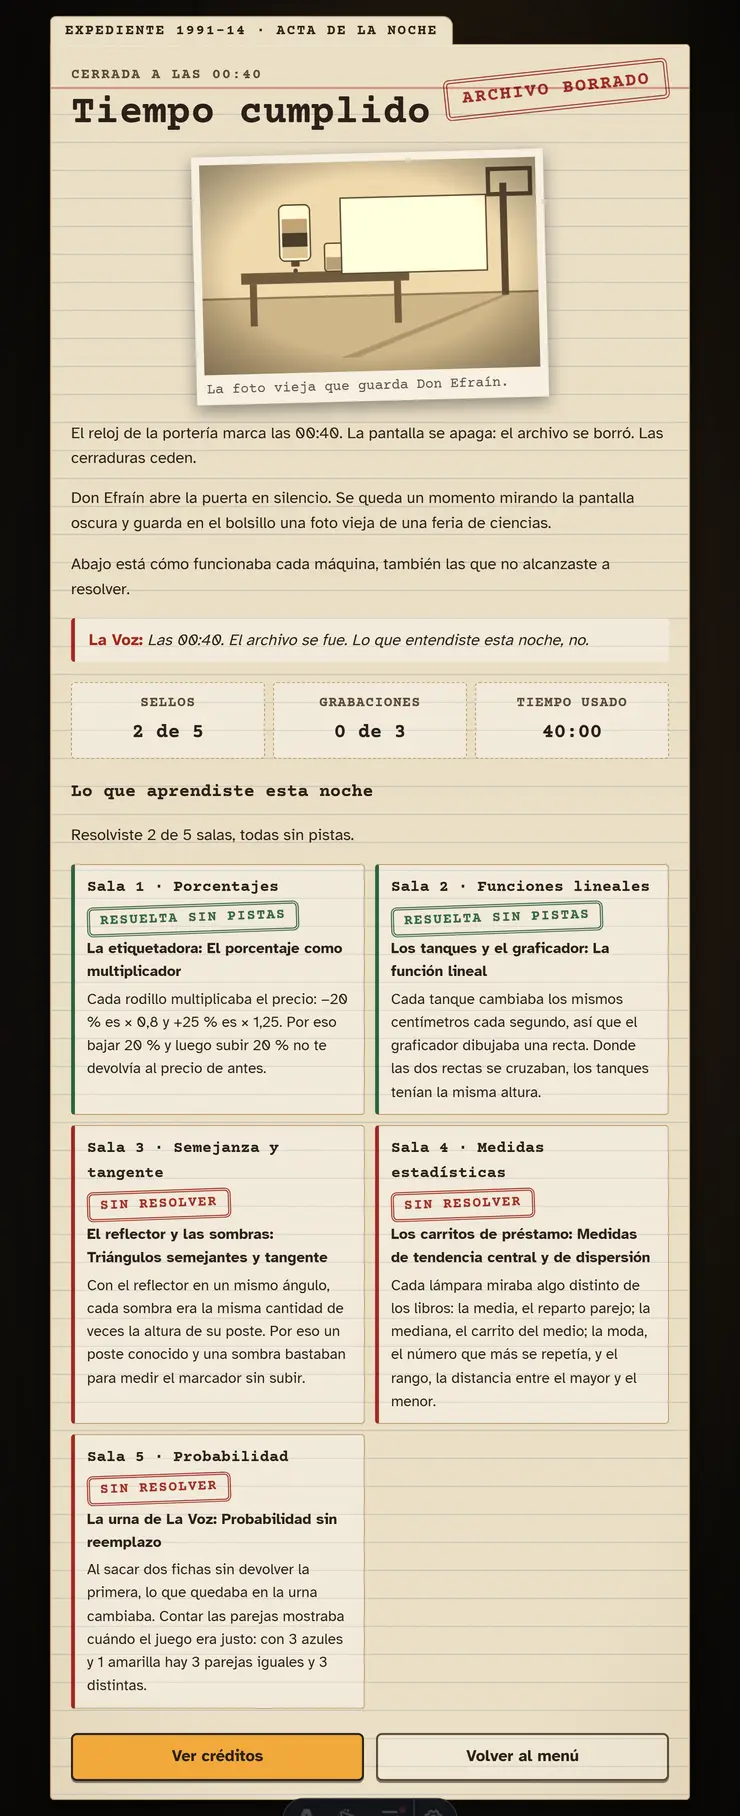 EXPEDIENTE 1991-14 · ACTA DE LA NOCHE
CERRADA A LAS 00:40
Tiempo cumplido
ARCHIVO BORRADO
La foto vieja que guarda Don Efraín.
El reloj de la portería marca las 00:40. La pantalla se apaga: el archivo se borró. Las
cerraduras ceden.
Don Efraín abre la puerta en silencio. Se queda un momento mirando la pantalla
oscura y guarda en el bolsillo una foto vieja de una feria de ciencias.
Abajo está cómo funcionaba cada máquina, también las que no alcanzaste a
resolver.
La Voz: Las 00:40. El archivo se fue. Lo que entendiste esta noche, no.
SELLOS
2 de 5
GRABACIONES
0 de 3
TIEMPO USADO
40:00
Lo que aprendiste esta noche
Resolviste 2 de 5 salas, todas sin pistas.
Sala 1 · Porcentajes
RESUELTA SIN PISTAS
La etiquetadora: El porcentaje como
multiplicador
Cada rodillo multiplicaba el precio: −20
% es × 0,8 y +25 % es × 1,25. Por eso
bajar 20 % y luego subir 20 % no te
devolvía al precio de antes.
Sala 2 · Funciones lineales
RESUELTA SIN PISTAS
Los tanques y el graficador: La
función lineal
Cada tanque cambiaba los mismos
centímetros cada segundo, así que el
graficador dibujaba una recta. Donde
las dos rectas se cruzaban, los tanques
tenían la misma altura.
Sala 3 · Semejanza y
tangente
SIN RESOLVER
El reflector y las sombras:
Triángulos semejantes y tangente
Con el reflector en un mismo ángulo,
cada sombra era la misma cantidad de
veces la altura de su poste. Por eso un
poste conocido y una sombra bastaban
para medir el marcador sin subir.
Sala 4 · Medidas
estadísticas
SIN RESOLVER
Los carritos de préstamo: Medidas
de tendencia central y de dispersión
Cada lámpara miraba algo distinto de
los libros: la media, el reparto parejo; la
mediana, el carrito del medio; la moda,
el número que más se repetía, y el
rango, la distancia entre el mayor y el
menor.
Sala 5 · Probabilidad
SIN RESOLVER
La urna de La Voz: Probabilidad sin
reemplazo
Al sacar dos fichas sin devolver la
primera, lo que quedaba en la urna
cambiaba. Contar las parejas mostraba
cuándo el juego era justo: con 3 azules
y 1 amarilla hay 3 parejas iguales y 3
distintas.
Ver créditos
Volver al menú